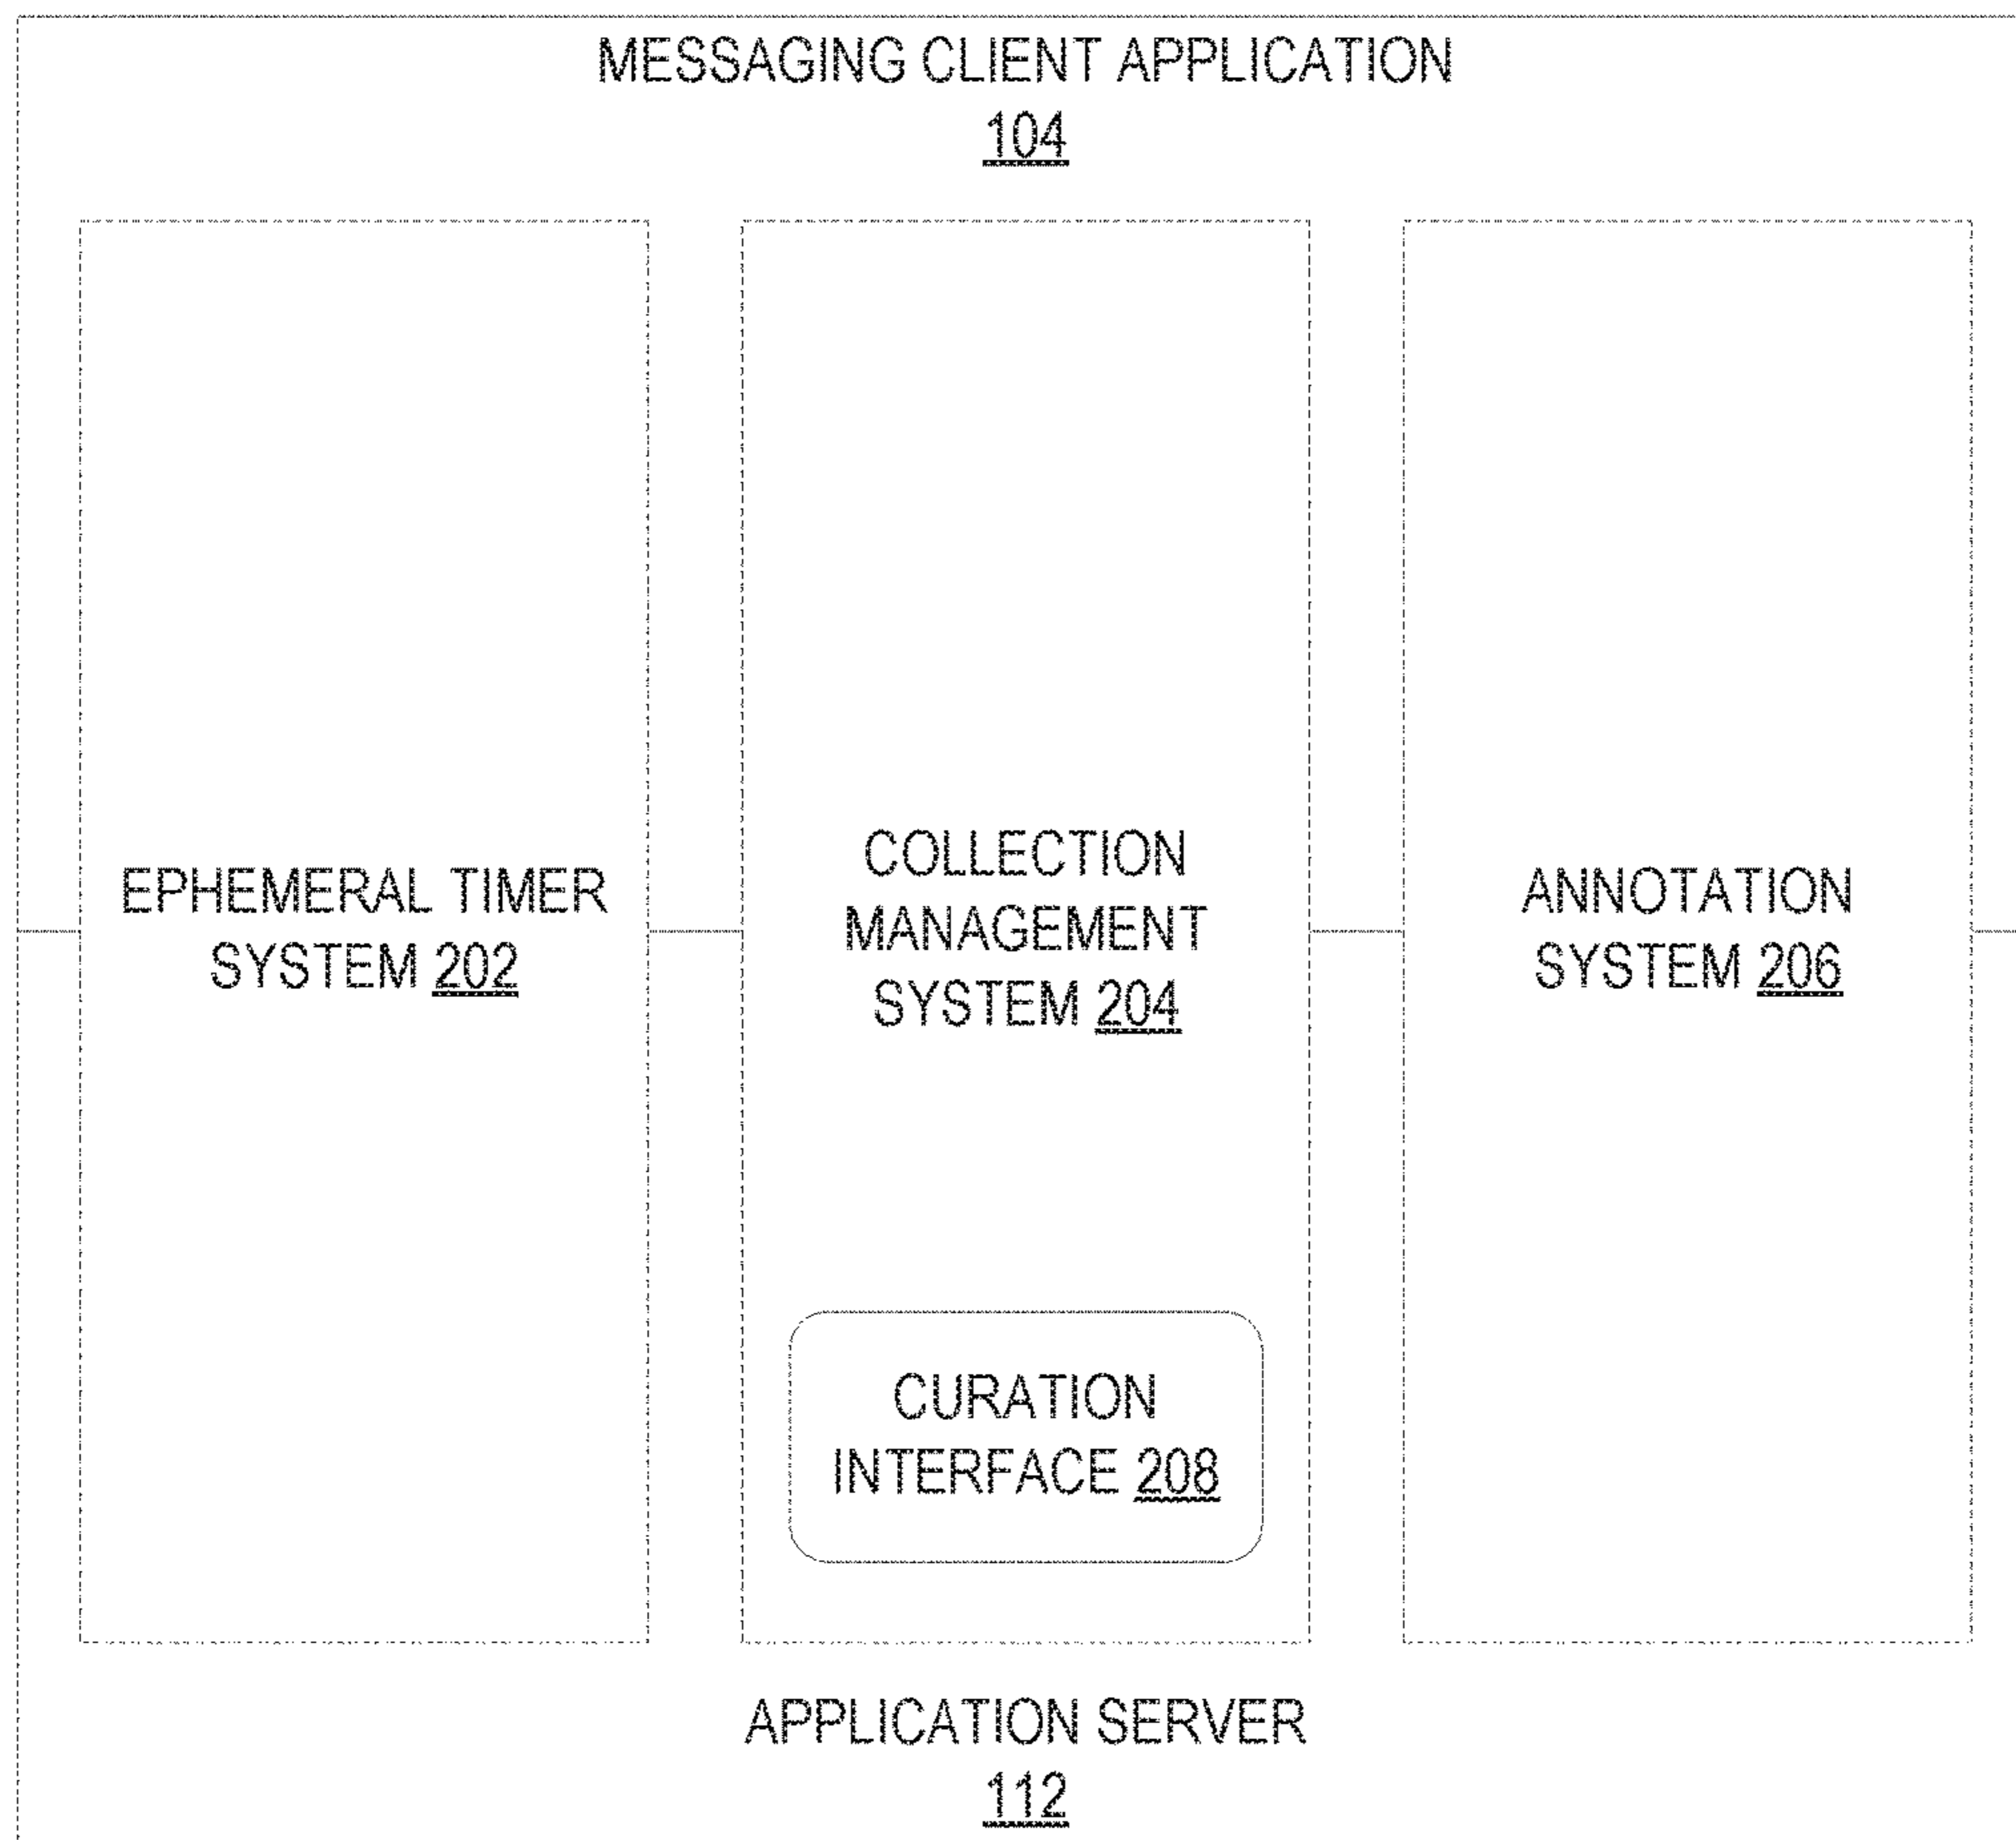 MESSAGING CLIENT APPLICATION
104
EPHEMERAL TIMER
SYSTEM 202
COLLECTION
MANAGEMENT
SYSTEM 204
CURATION
INTERFACE 208
ANNOTATION
SYSTEM 206
APPLICATION SERVER
112